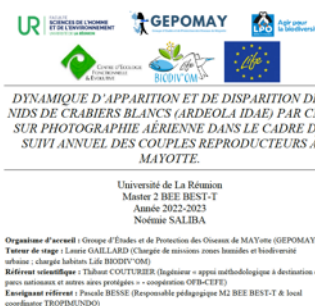 UR FACULTÉ
SCIENCES DE L'HOMME
ET DE L'ENVIRONNEMENT
GEPOMAY
LPO Agir pour
la biodiversité
CENTRE D'ECOLOGIE
FONCTIONNELLE
& EVOLUTIVE
BIODIV'OM
Life
DYNAMIQUE D'APPARITION ET DE DISPARITION DE
NIDS DE CRABIERS BLANCS (ARDEOLA IDAE) PAR C
SUR PHOTOGRAPHIE AÉRIENNE DANS LE CADRE D
SUIVI ANNUEL DES COUPLES REPRODUCTEURS A
MAYOTTE.
Université de La Réunion
Master 2 BEE BEST-T
Année 2022-2023
Noémie SALIBA
Organisme d'accueil : Groupe d'Études et de Protection des Oiseaux de MAYotte (GEPOMAY)
Tuteur de stage : Laurie GAILLARD (Chargée de missions zones humides et biodiversité
urbaine ; chargée habitats Life BIODIV'OM)
Référent scientifique : Thibaut COUTURIER (Ingénieur « appui méthodologique à destination d
parcs nationaux et autres aires protégées » - coopération OFB-CEFE)
Enseignant référent : Pascale BESSE (Responsable pédagogique M2 BEE BEST-T & local
coordinator TROPIMUNDO)